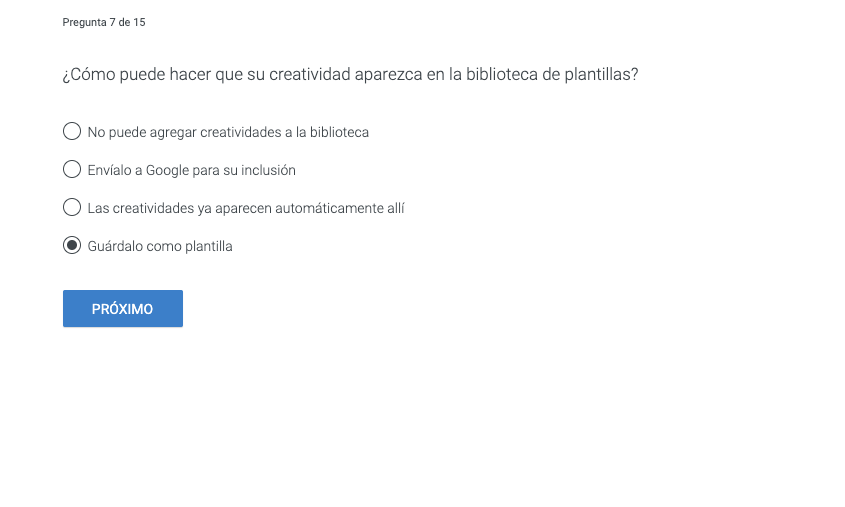 Pregunta 7 de 15
¿Cómo puede hacer que su creatividad aparezca en la biblioteca de plantillas?
No puede agregar creatividades a la biblioteca
Envíalo a Google para su inclusión
Las creatividades ya aparecen automáticamente allí
Guárdalo como plantilla
PRÓXIMO